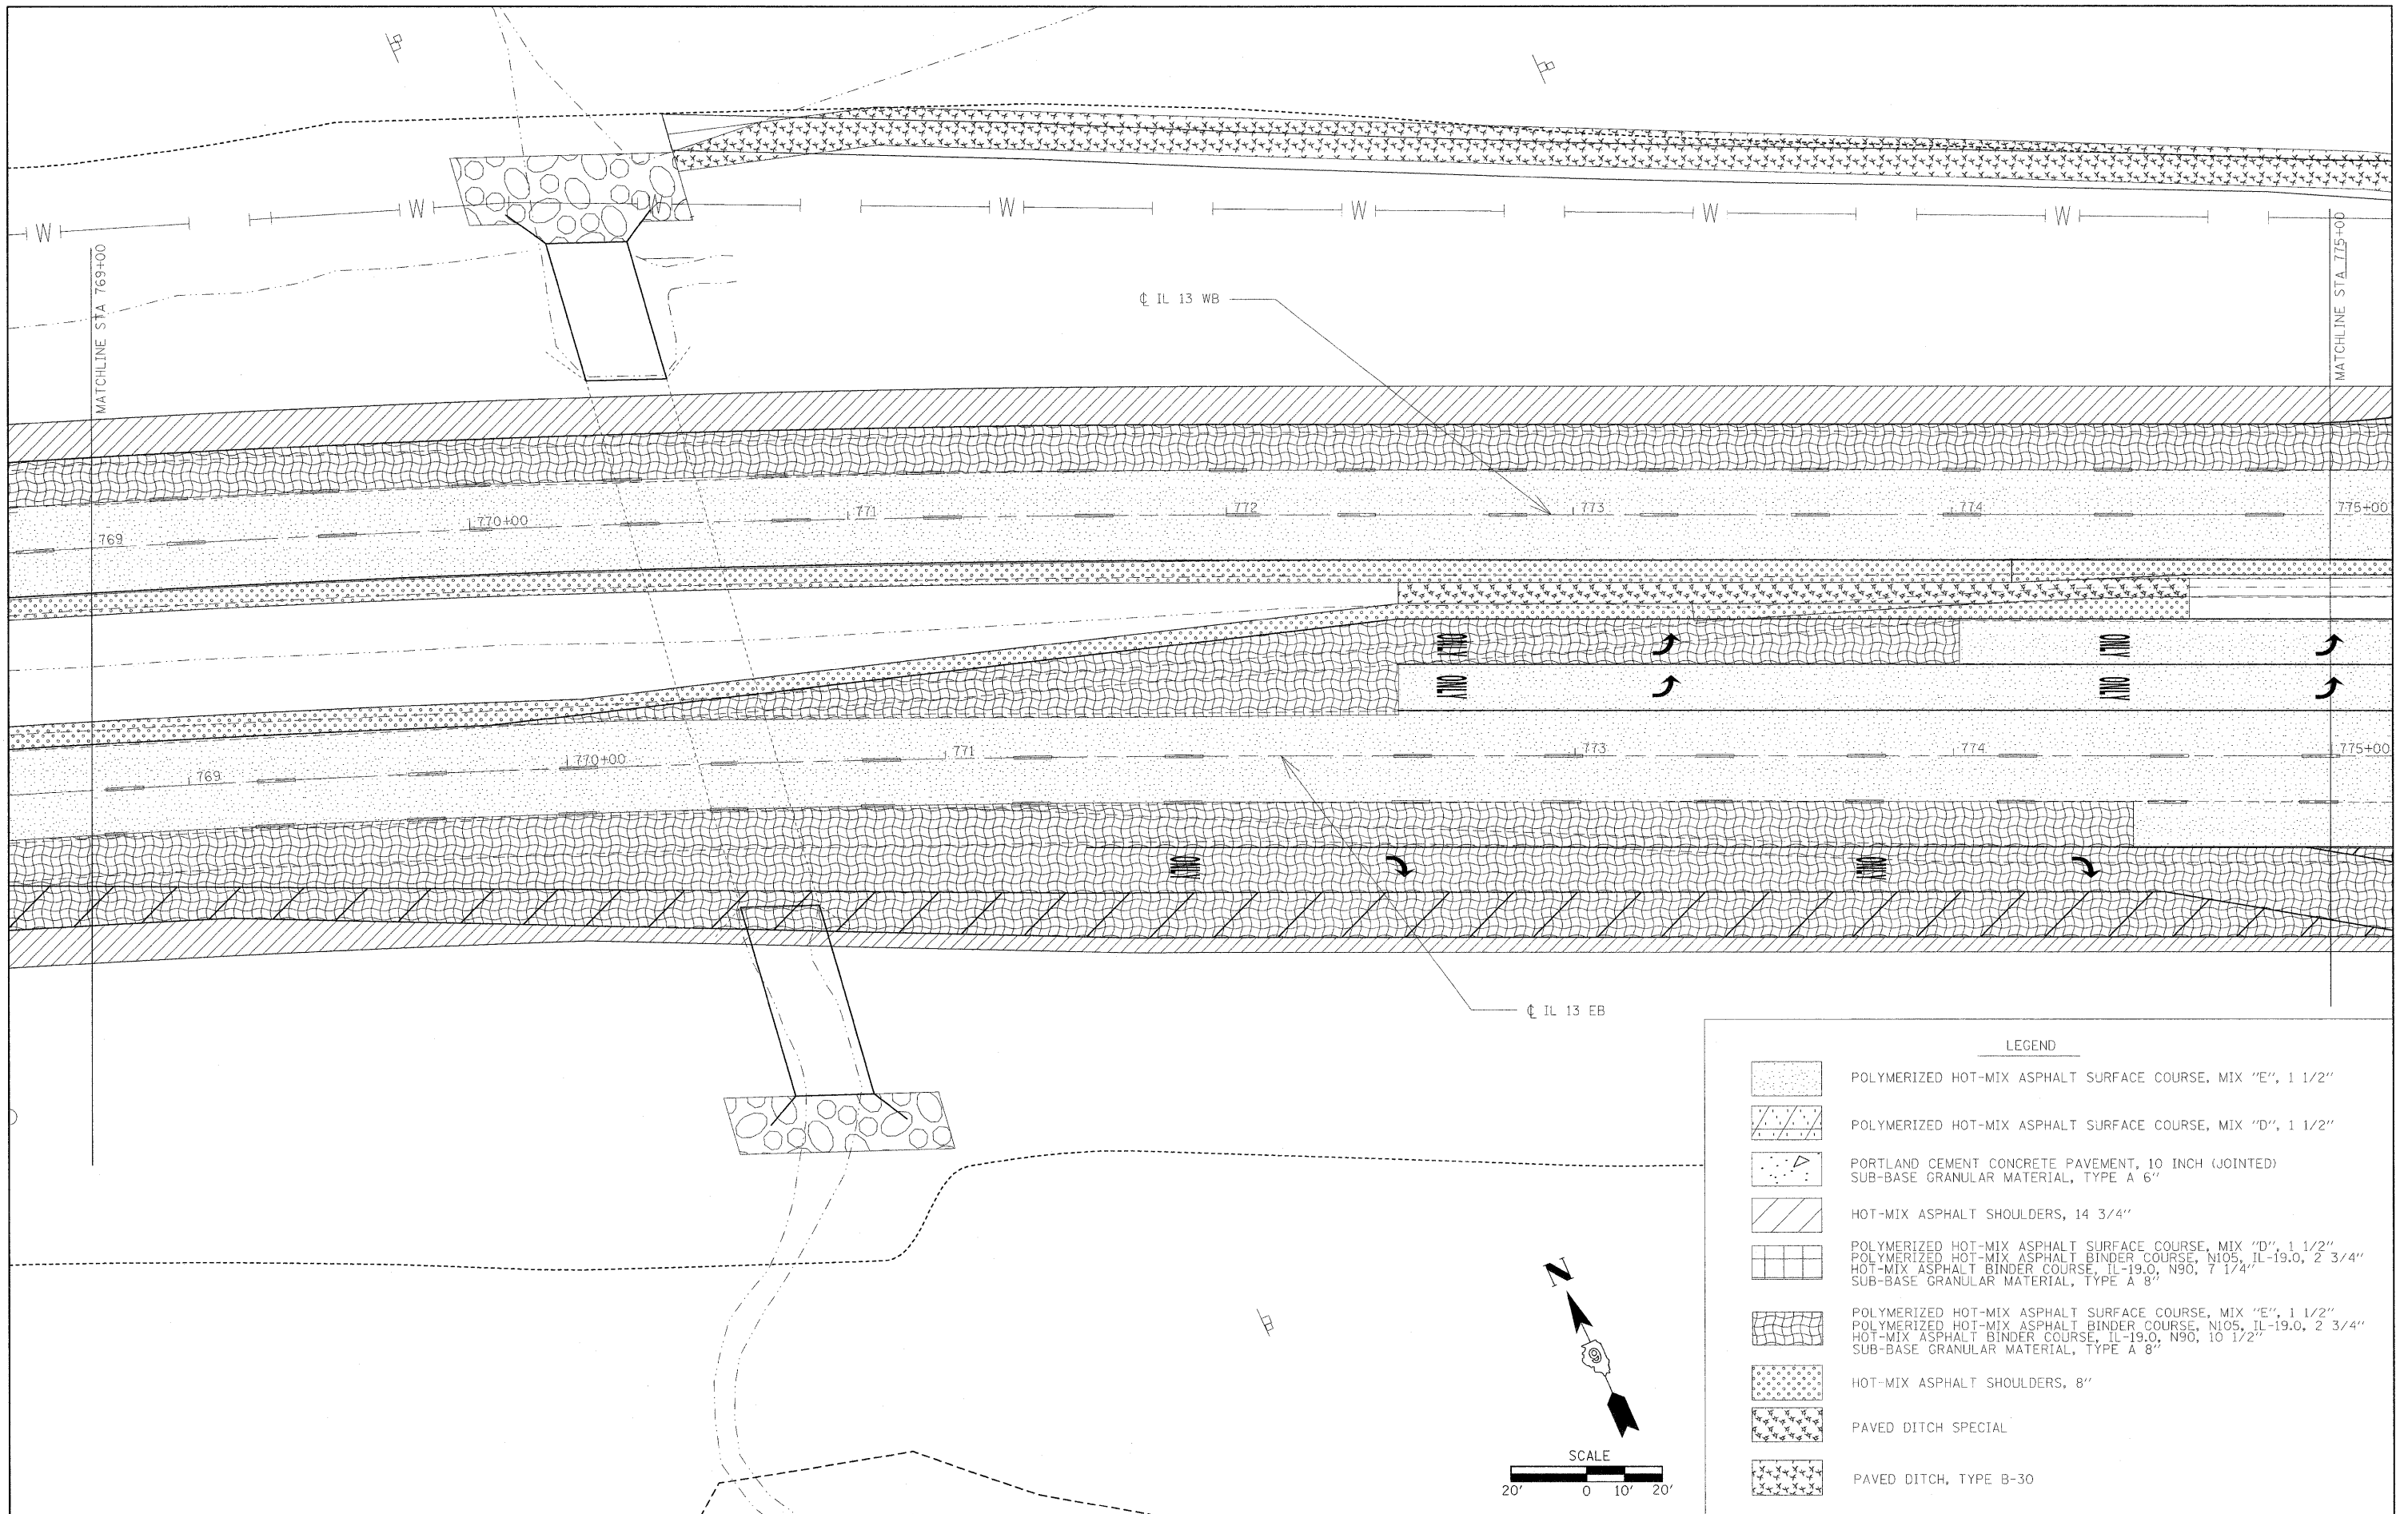 W
W
W
W
W
W
W
MATCHLINE STA 769+00
MATCHLINE STA 775+00
℄ IL 13 WB
769
770+00
771
772
773
774
775+00
ONLY
ONLY
ONLY
ONLY
769
770+00
771
773
774
775+00
ONLY
ONLY
℄ IL 13 EB
LEGEND
POLYMERIZED HOT-MIX ASPHALT SURFACE COURSE, MIX "E", 1 1/2"
POLYMERIZED HOT-MIX ASPHALT SURFACE COURSE, MIX "D", 1 1/2"
PORTLAND CEMENT CONCRETE PAVEMENT, 10 INCH (JOINTED)
SUB-BASE GRANULAR MATERIAL, TYPE A 6"
HOT-MIX ASPHALT SHOULDERS, 14 3/4"
POLYMERIZED HOT-MIX ASPHALT SURFACE COURSE, MIX "D", 1 1/2"
POLYMERIZED HOT-MIX ASPHALT BINDER COURSE, N105, IL-19.0, 2 3/4"
HOT-MIX ASPHALT BINDER COURSE, IL-19.0, N90, 7 1/4"
SUB-BASE GRANULAR MATERIAL, TYPE A 8"
POLYMERIZED HOT-MIX ASPHALT SURFACE COURSE, MIX "E", 1 1/2"
POLYMERIZED HOT-MIX ASPHALT BINDER COURSE, N105, IL-19.0, 2 3/4"
HOT-MIX ASPHALT BINDER COURSE, IL-19.0, N90, 10 1/2"
SUB-BASE GRANULAR MATERIAL, TYPE A 8"
HOT-MIX ASPHALT SHOULDERS, 8"
PAVED DITCH SPECIAL
PAVED DITCH, TYPE B-30
N
9
SCALE
20' 0 10' 20'